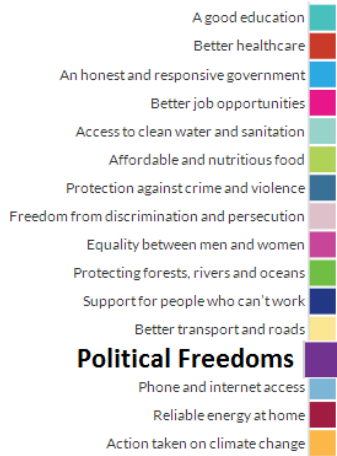 A good education
Better healthcare
An honest and responsive government
Better job opportunities
Access to clean water and sanitation
Affordable and nutritious food
Protection against crime and violence
Freedom from discrimination and persecution
Equality between men and women
Protecting forests, rivers and oceans
Support for people who can't work
Better transport and roads
Political Freedoms
Phone and internet access
Reliable energy at home
Action taken on climate change